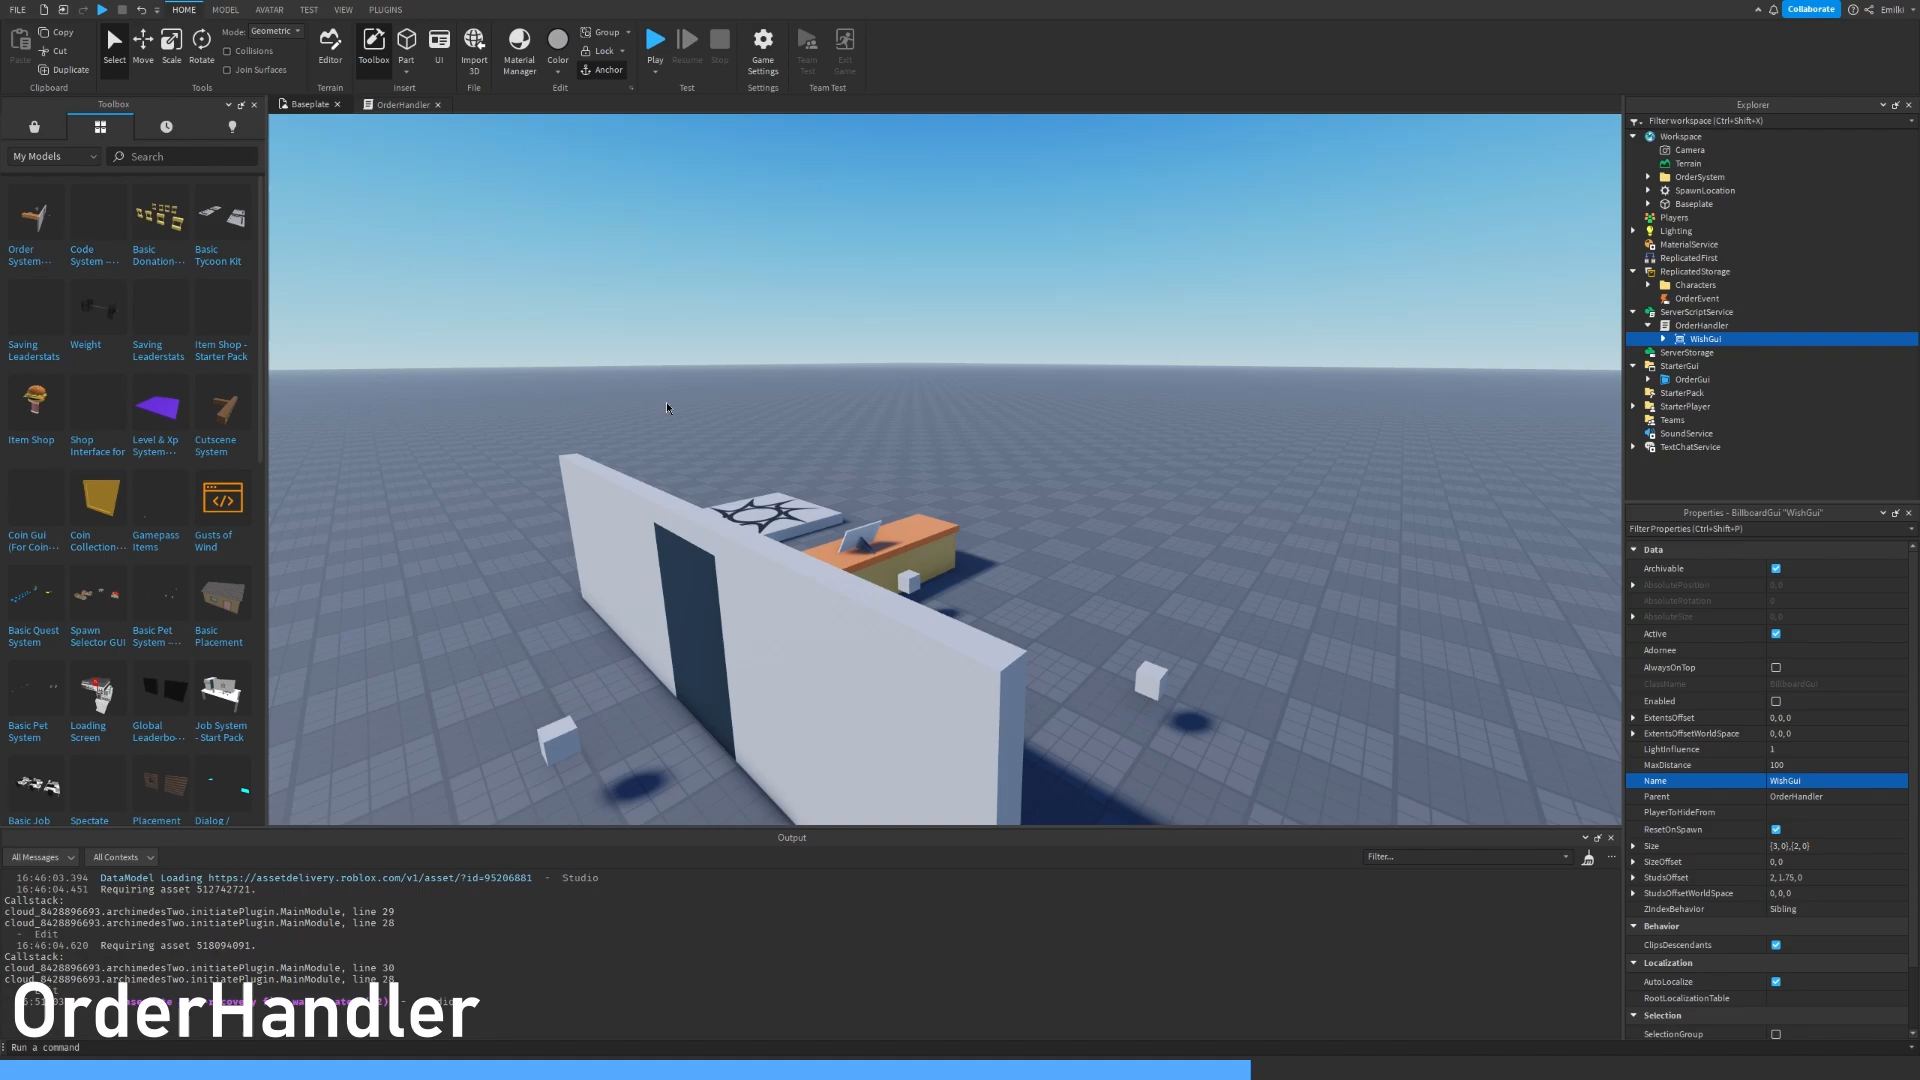 FILE
HOME
MODEL
AVATAR
TEST
VIEW
PLUGINS
Collaborate
Emilki
Paste
Copy
Cut
Duplicate
Clipboard
Select
Move
Scale
Rotate
Mode:
Geometric
Collisions
Join Surfaces
Tools
Editor
Terrain
Toolbox
Part
UI
Insert
Import
3D
File
Material
Manager
Color
Group
Lock
Anchor
Edit
Play
Resume
Stop
Test
Game
Settings
Settings
Team
Test
Exit
Game
Team Test
Toolbox
My Models
Search
Order
System···
Code
System –···
Basic
Donation···
Basic
Tycoon Kit
Saving
Leaderstats
Weight
Saving
Leaderstats
Item Shop -
Starter Pack
Item Shop
Shop
Interface for
Level & Xp
System···
Cutscene
System
Coin Gui
(For Coin···
Coin
Collection···
Gamepass
Items
Gusts of
Wind
Basic Quest
System
Spawn
Selector GUI
Basic Pet
System –···
Basic
Placement
Basic Pet
System
Loading
Screen
Global
Leaderbo···
Job System
- Start Pack
Basic Job
Spectate
Placement
Dialog /
Baseplate
OrderHandler
Explorer
Filter workspace (Ctrl+Shift+X)
Workspace
Camera
Terrain
OrderSystem
SpawnLocation
Baseplate
Players
Lighting
MaterialService
ReplicatedFirst
ReplicatedStorage
Characters
OrderEvent
ServerScriptService
OrderHandler
WishGui
ServerStorage
StarterGui
OrderGui
StarterPack
StarterPlayer
Teams
SoundService
TextChatService
Properties - BillboardGui "WishGui"
Filter Properties (Ctrl+Shift+P)
Data
Archivable
AbsolutePosition 0, 0
AbsoluteRotation 0
AbsoluteSize 0, 0
Active
Adornee
AlwaysOnTop
ClassName BillboardGui
Enabled
ExtentsOffset 0, 0, 0
ExtentsOffsetWorldSpace 0, 0, 0
LightInfluence 1
MaxDistance 100
Name WishGui
Parent OrderHandler
PlayerToHideFrom
ResetOnSpawn
Size {3, 0},{2, 0}
SizeOffset 0, 0
StudsOffset 2, 1.75, 0
StudsOffsetWorldSpace 0, 0, 0
ZIndexBehavior Sibling
Behavior
ClipsDescendants
Localization
AutoLocalize
RootLocalizationTable
Selection
SelectionGroup
Output
All Messages
All Contexts
Filter...
16:46:03.394 DataModel Loading https://assetdelivery.roblox.com/v1/asset/?id=95206881 - Studio
16:46:04.451 Requiring asset 512742721.
Callstack:
cloud_8428896693.archimedesTwo.initiatePlugin.MainModule, line 29
cloud_8428896693.archimedesTwo.initiatePlugin.MainModule, line 28
- Edit
16:46:04.620 Requiring asset 518094091.
Callstack:
cloud_8428896693.archimedesTwo.initiatePlugin.MainModule, line 30
cloud_8428896693.archimedesTwo.initiatePlugin.MainModule, line 28
OrderHandler
Run a command